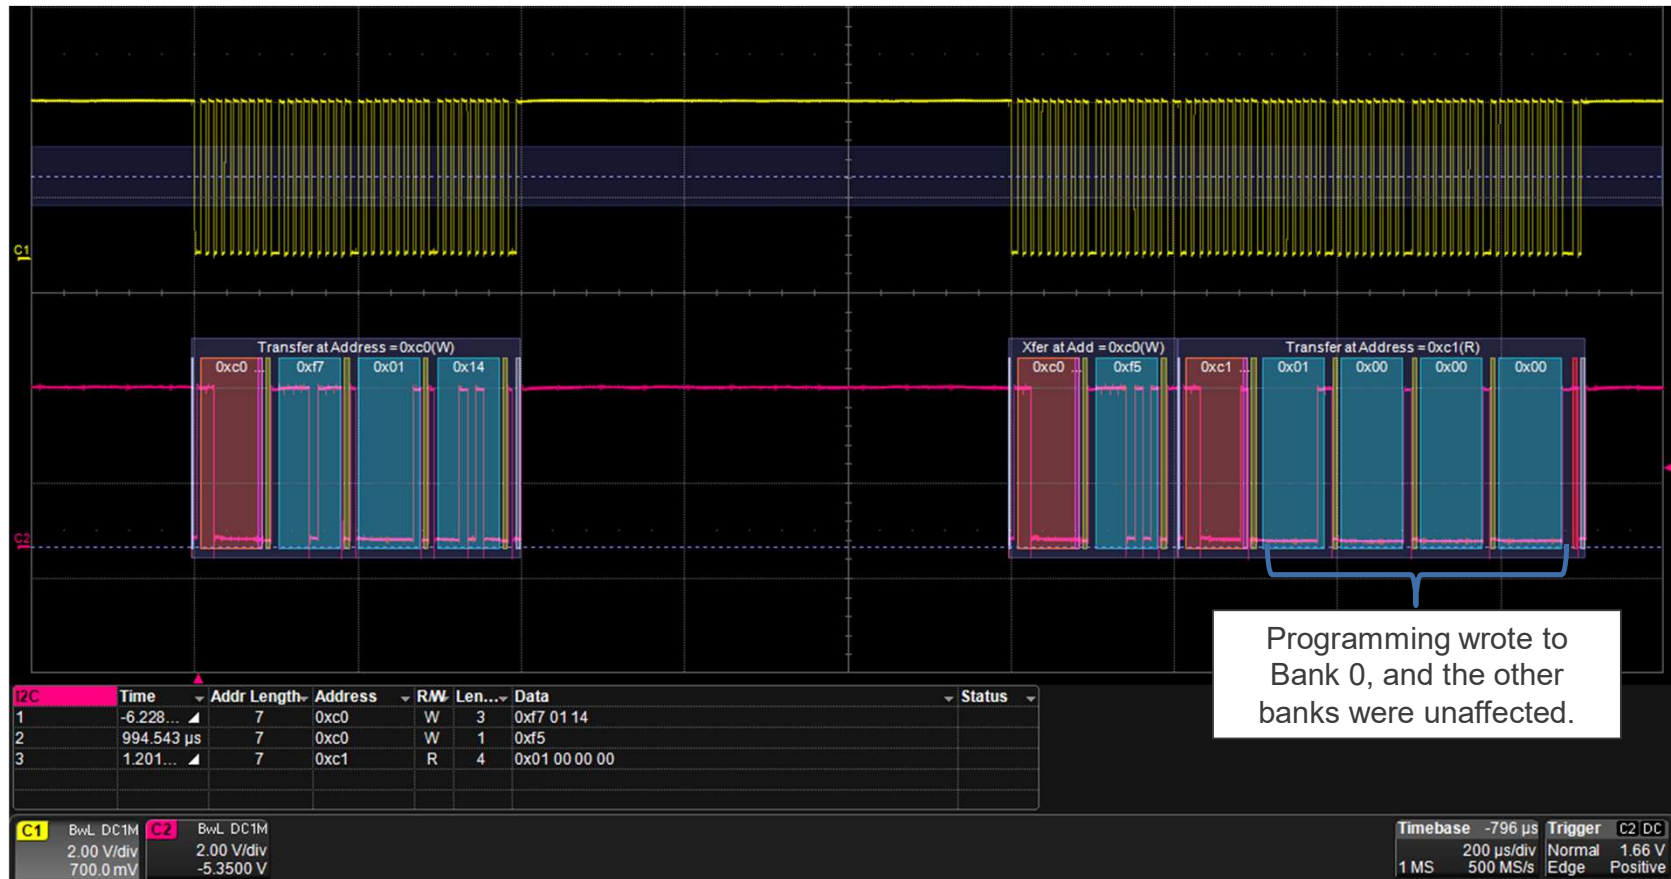 C1
Transfer at Address = 0xc0(W)
0xc0 ...
0xf7
0x01
0x14
Xfer at Add = 0xc0(W)
Transfer at Address = 0xc1(R)
0xc0 ...
0xf5
0xc1 ...
0x01
0x00
0x00
0x00
C2
Programming wrote to
Bank 0, and the other
banks were unaffected.
I2C Time Addr Length Address R/W Len... Data Status
1 -6.228... 7 0xc0 W 3 0xf7 01 14
2 994.543 µs 7 0xc0 W 1 0xf5
3 1.201... 7 0xc1 R 4 0x01 00 00 00
C1 BwL DC1M
2.00 V/div
700.0 mV
C2 BwL DC1M
2.00 V/div
-5.3500 V
Timebase -796 µs
200 µs/div
1 MS 500 MS/s
Trigger C2 DC
Normal 1.66 V
Edge Positive